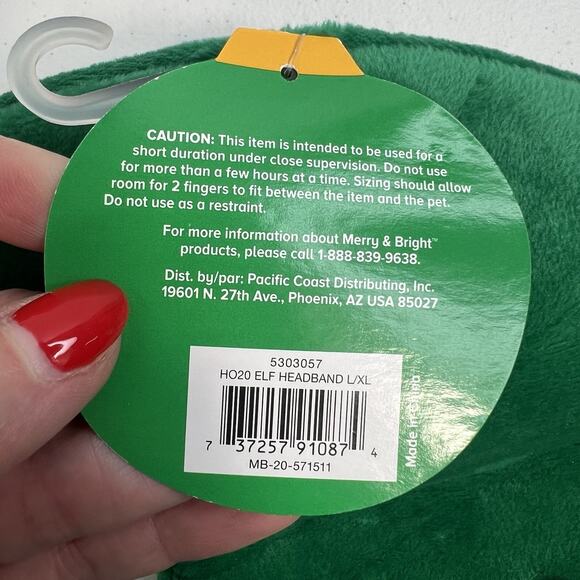 CAUTION: This item is intended to be used for a
short duration under close supervision. Do not use
for more than a few hours at a time. Sizing should allow
room for 2 fingers to fit between the item and the pet.
Do not use as a restraint.
For more information about Merry & Bright™
products, please call 1-888-839-9638.
Dist. by/par: Pacific Coast Distributing, Inc.
19601 N. 27th Ave., Phoenix, AZ USA 85027
5303057
HO20 ELF HEADBAND L/XL
7 37257 91087 4
MB-20-571511
Made in China